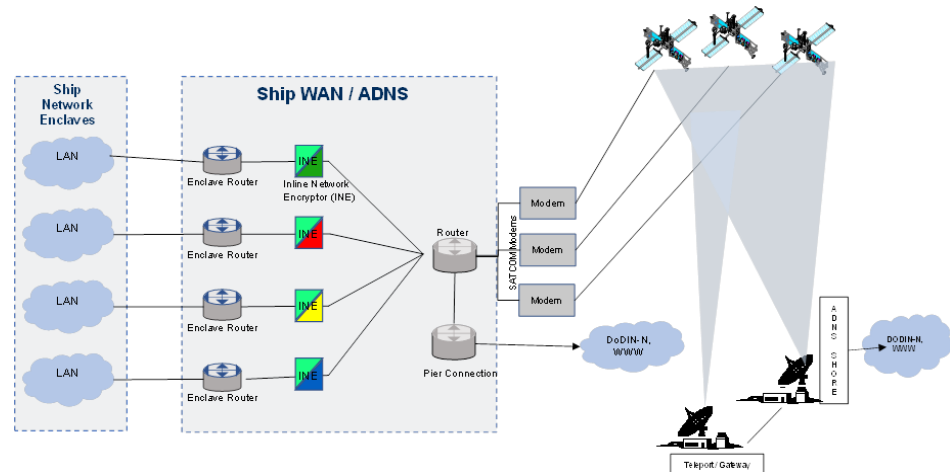 Ship
Network
Enclaves
Ship WAN / ADNS
LAN
Enclave Router
INE
Inline Network
Encryptor (INE)
LAN
Enclave Router
INE
LAN
Enclave Router
INE
LAN
Enclave Router
INE
Router
Pier Connection
SATCOM Modems
Modem
Modem
Modem
DoDIN-N,
WWW
ADNS SHORE
DODIN-N,
WWW
Teleport/Gateway